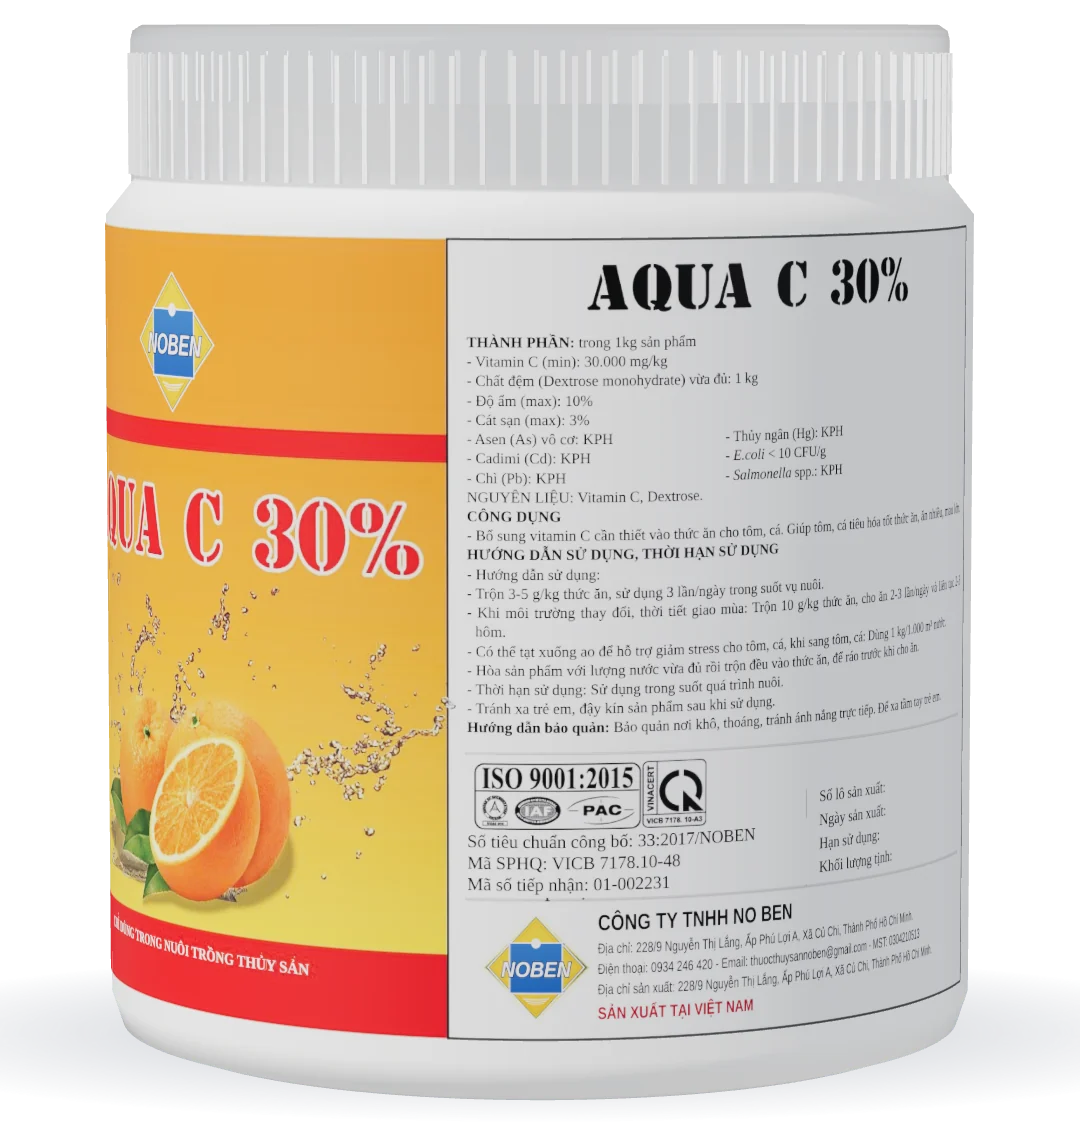 NOBEN
QUA C 30%
CHỈ DÙNG TRONG NUÔI TRỒNG THỦY SẢN
AQUA C 30%
THÀNH PHẦN: trong 1kg sản phẩm
- Vitamin C (min): 30.000 mg/kg
- Chất đệm (Dextrose monohydrate) vừa đủ: 1 kg
- Độ ẩm (max): 10%
- Cát sạn (max): 3%
- Asen (As) vô cơ: KPH
- Cadimi (Cd): KPH
- Chì (Pb): KPH
- Thủy ngân (Hg): KPH
- E.coli < 10 CFU/g
- Salmonella spp.: KPH
NGUYÊN LIỆU: Vitamin C, Dextrose.
CÔNG DỤNG
- Bổ sung vitamin C cần thiết vào thức ăn cho tôm, cá. Giúp tôm, cá tiêu hóa tốt thức ăn, ăn nhiều, mau lớn.
HƯỚNG DẪN SỬ DỤNG, THỜI HẠN SỬ DỤNG
- Hướng dẫn sử dụng:
- Trộn 3-5 g/kg thức ăn, sử dụng 3 lần/ngày trong suốt vụ nuôi.
- Khi môi trường thay đổi, thời tiết giao mùa: Trộn 10 g/kg thức ăn, cho ăn 2-3 lần/ngày và liên tục 2-3
hôm.
- Có thể tạt xuống ao để hỗ trợ giảm stress cho tôm, cá, khi sang tôm, cá: Dùng 1 kg/1.000 m³ nước.
- Hòa sản phẩm với lượng nước vừa đủ rồi trộn đều vào thức ăn, để ráo trước khi cho ăn.
- Thời hạn sử dụng: Sử dụng trong suốt quá trình nuôi.
- Tránh xa trẻ em, đậy kín sản phẩm sau khi sử dụng.
Hướng dẫn bảo quản: Bảo quản nơi khô, thoáng, tránh ánh nắng trực tiếp. Để xa tầm tay trẻ em.
ISO 9001:2015
IAF
PAC
VINACERT
VICB 7178. 10-A3
Số tiêu chuẩn công bố: 33:2017/NOBEN
Mã SPHQ: VICB 7178.10-48
Mã số tiếp nhận: 01-002231
Số lô sản xuất:
Ngày sản xuất:
Hạn sử dụng:
Khối lượng tịnh:
NOBEN
CÔNG TY TNHH NO BEN
Địa chỉ: 228/9 Nguyễn Thị Lắng, Ấp Phú Lợi A, Xã Củ Chi, Thành Phố Hồ Chí Minh.
Điện thoại: 0934 246 420 - Email: thuocthuysannoben@gmail.com - MST: 0304210513
Địa chỉ sản xuất: 228/9 Nguyễn Thị Lắng, Ấp Phú Lợi A, Xã Củ Chi, Thành Phố Hồ Chí Minh.
SẢN XUẤT TẠI VIỆT NAM